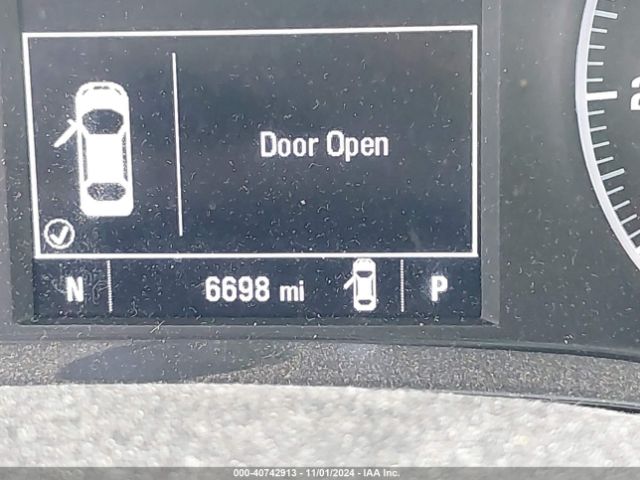 Door Open
N 6698 mi P
000-40742913 - 11/01/2024 - IAA Inc.